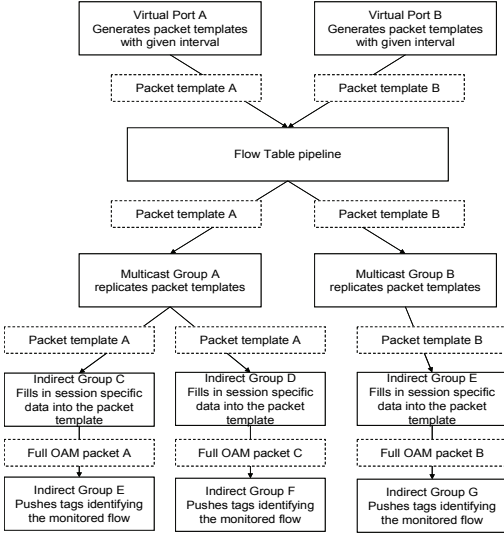 Virtual Port A
Generates packet templates
with given interval
Virtual Port B
Generates packet templates
with given interval
Packet template A
Packet template B
Flow Table pipeline
Packet template A
Packet template B
Multicast Group A
replicates packet templates
Multicast Group B
replicates packet templates
Packet template A
Packet template A
Packet template B
Indirect Group C
Fills in session specific
data into the packet
template
Indirect Group D
Fills in session specific
data into the packet
template
Indirect Group E
Fills in session specific
data into the packet
template
Full OAM packet A
Full OAM packet C
Full OAM packet B
Indirect Group E
Pushes tags identifying
the monitored flow
Indirect Group F
Pushes tags identifying
the monitored flow
Indirect Group G
Pushes tags identifying
the monitored flow